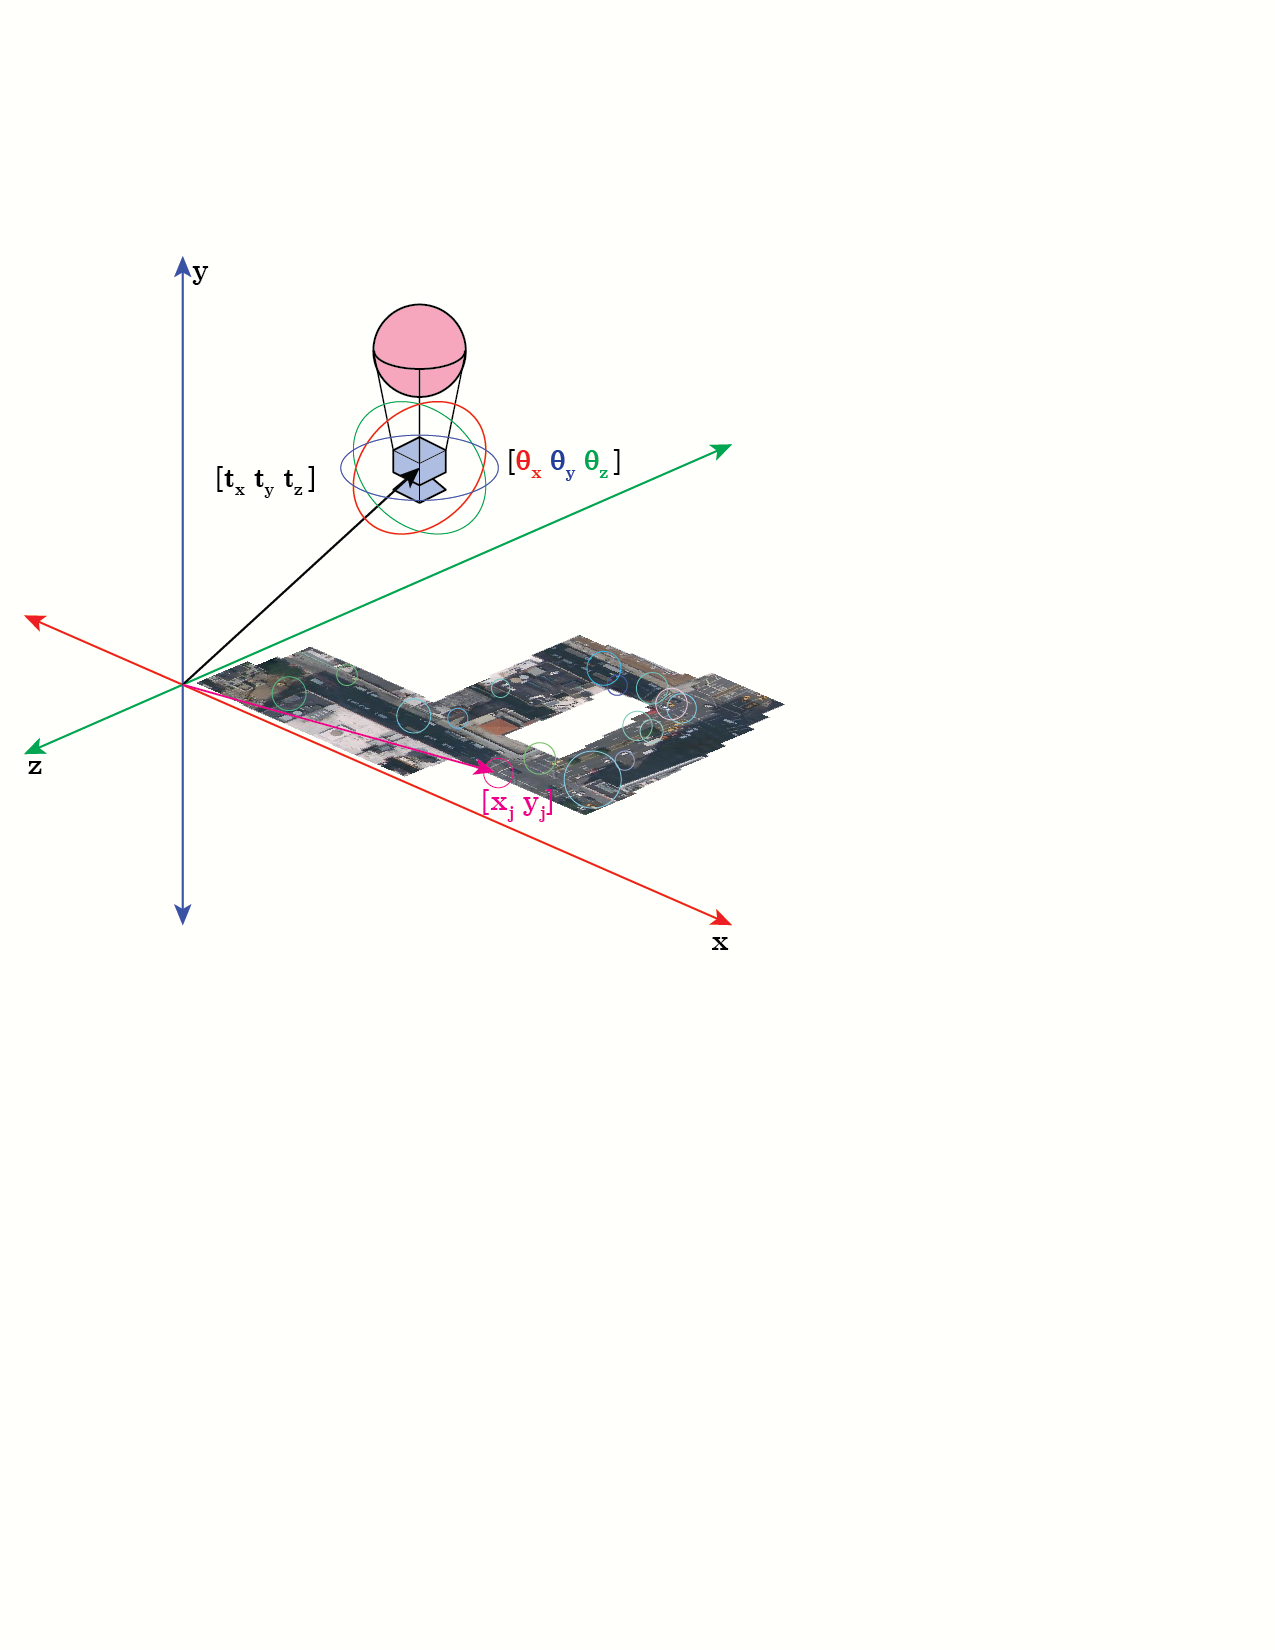 y
[tx ty tz]
[θx θy θz]
z
[xj yj]
x